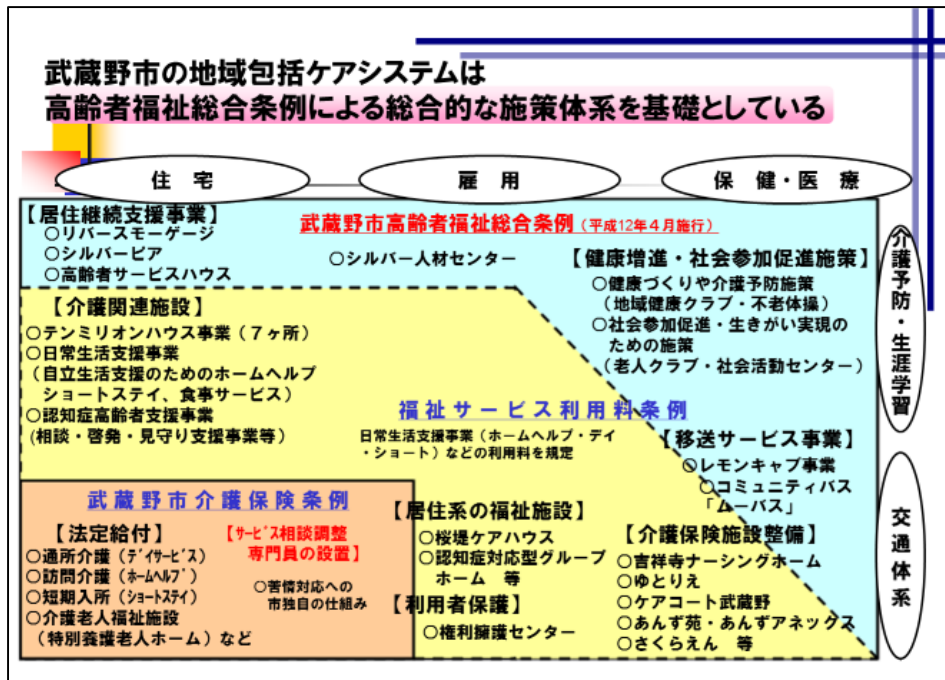 武蔵野市の地域包括ケアシステムは
高齢者福祉総合条例による総合的な施策体系を基礎としている
住 宅
雇 用
保 健・医 療
【居住継続支援事業】
○リバースモーゲージ
○シルバーピア
○高齢者サービスハウス
武蔵野市高齢者福祉総合条例(平成12年4月施行)
○シルバー人材センター
【健康増進・社会参加促進施策】
○健康づくりや介護予防施策
(地域健康クラブ・不老体操)
○社会参加促進・生きがい実現の
ための施策
(老人クラブ・社会活動センター)
介護予防・生涯学習
【介護関連施設】
○テンミリオンハウス事業(7ヶ所)
○日常生活支援事業
(自立生活支援のためのホームヘルプ
ショートステイ、食事サービス)
○認知症高齢者支援事業
(相談・啓発・見守り支援事業等)
福祉サービス利用料条例
日常生活支援事業(ホームヘルプ・デイ
・ショート)などの利用料を規定
【移送サービス事業】
○レモンキャブ事業
○コミュニティバス
「ムーバス」
交通体系
武蔵野市介護保険条例
【法定給付】
○通所介護(デイサービス)
○訪問介護(ホームヘルプ)
○短期入所(ショートステイ)
○介護老人福祉施設
(特別養護老人ホーム)など
【サービス相談調整
専門員の設置】
○苦情対応への
市独自の仕組み
【居住系の福祉施設】
○桜堤ケアハウス
○認知症対応型グループ
ホーム 等
【利用者保護】
○権利擁護センター
【介護保険施設整備】
○吉祥寺ナーシングホーム
○ゆとりえ
○ケアコート武蔵野
○あんず苑・あんずアネックス
○さくらえん 等